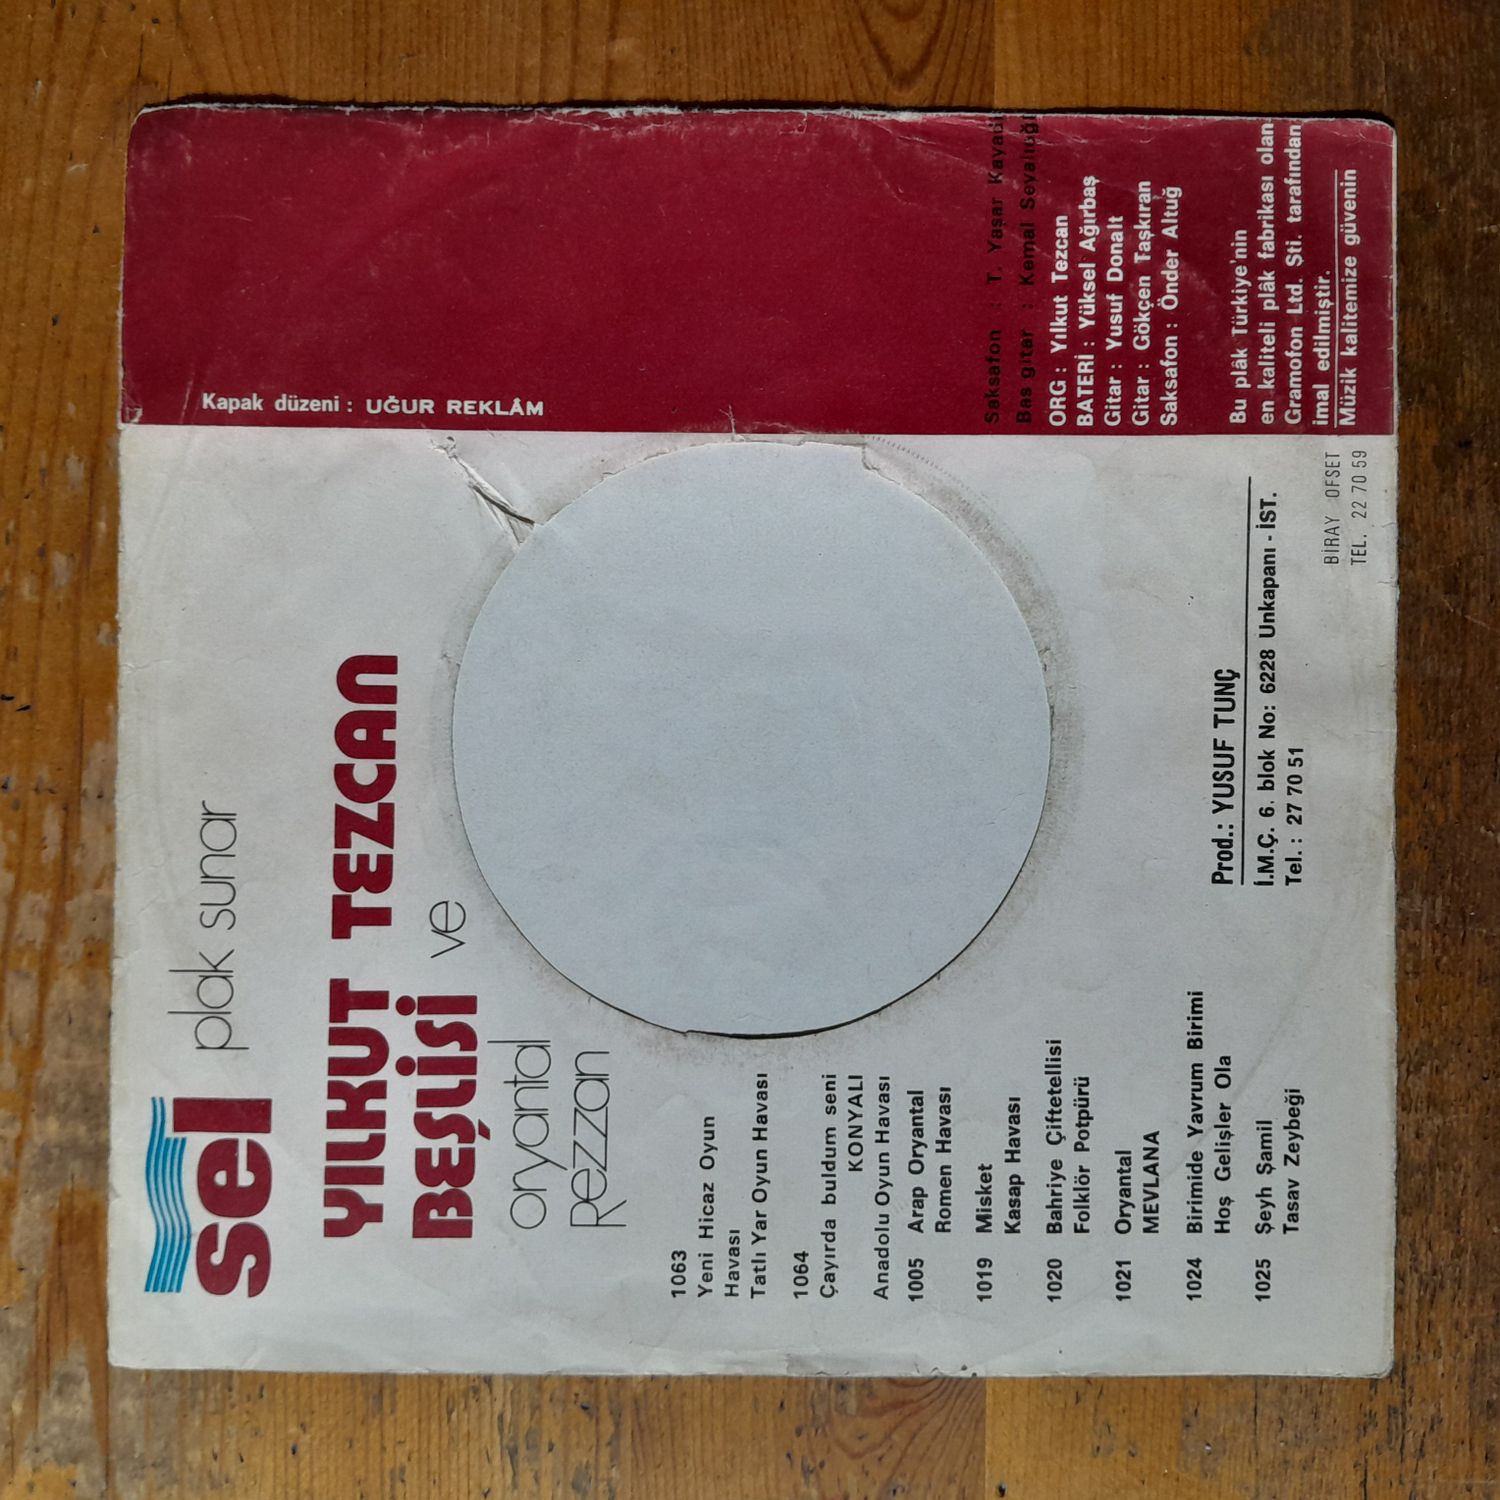 sel plak sunar
YILKUT TEZCAN
BEŞLİSİ ve
oryantal
Rezzan
1063
Yeni Hicaz Oyun
Havası
Tatlı Yar Oyun Havası
1064
Çayırda buldum seni
KONYALI
Anadolu Oyun Havası
1005 Arap Oryantal
Romen Havası
1019 Misket
Kasap Havası
1020 Bahriye Çiftetellisi
Folklör Potpürü
1021 Oryantal
MEVLANA
1024 Birimide Yavrum Birimi
Hoş Gelişler Ola
1025 Şeyh Şamil
Tasav Zeybeği
Prod.: YUSUF TUNÇ
İ.M.Ç. 6. blok No: 6228 Unkapanı - İST.
Tel. : 27 70 51
Kapak düzeni : UĞUR REKLÂM
Saksafon : T. Yaşar
Bas gitar : Kemal
ORG : Yılkut Tezcan
BATERİ : Yüksel Ağırbaş
Gitar : Yusuf Donalt
Gitar : Gökçen Taşkıran
Saksafon : Önder Altuğ
Bu plâk Türkiye'nin
en kaliteli plâk fabrikası olan
Gramofon Ltd. Şti. tarafından
imal edilmiştir.
Müzik kalitemize güvenin
BİRAY OFSET
TEL. 22 70 59